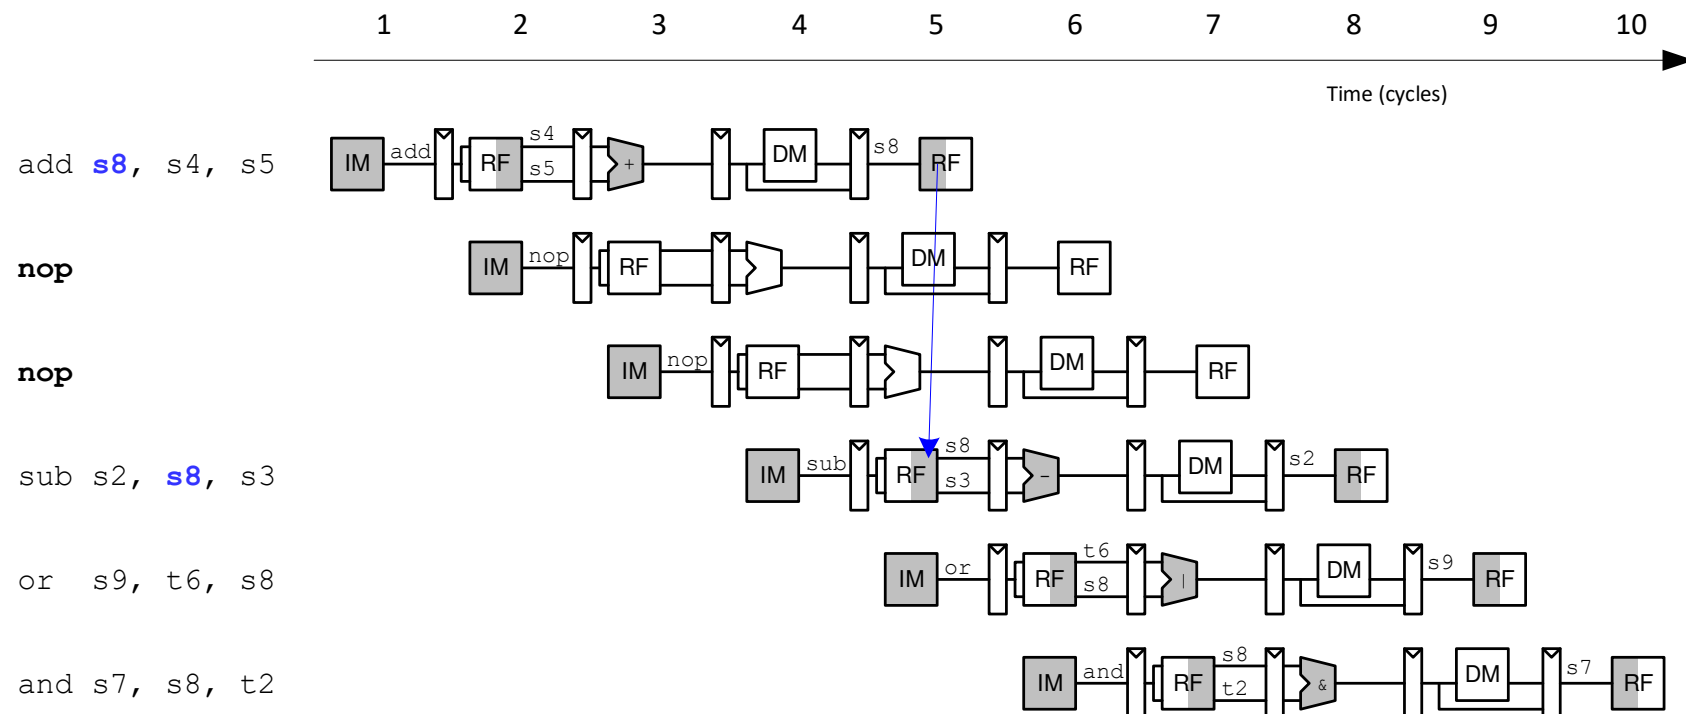 1 2 3 4 5 6 7 8 9 10
Time (cycles)
add s8, s4, s5 IM add RF s4 s5 + DM s8 RF
nop IM nop RF DM RF
nop IM nop RF DM RF
sub s2, s8, s3 IM sub RF s8 s3 - DM s2 RF
or s9, t6, s8 IM or RF t6 s8 | DM s9 RF
and s7, s8, t2 IM and RF s8 t2 & DM s7 RF